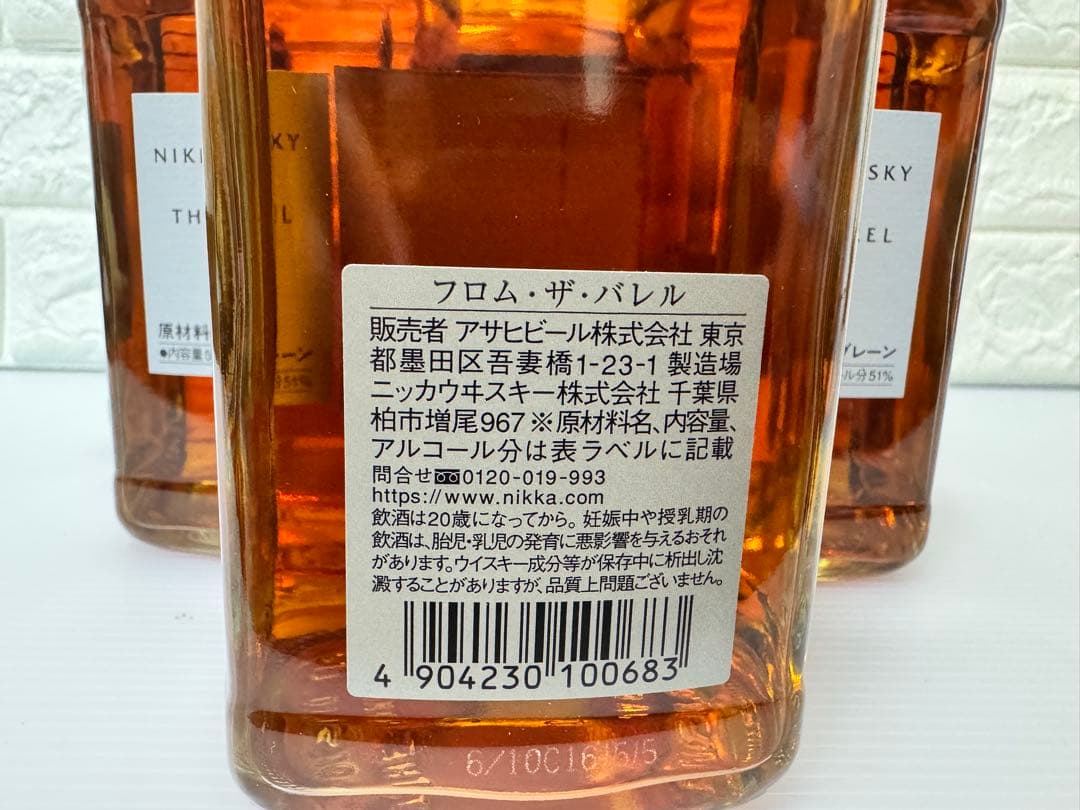 フロム・ザ・バレル
販売者 アサヒビール株式会社 東京
都墨田区吾妻橋1-23-1 製造場
ニッカウヰスキー株式会社 千葉県
柏市増尾967 ※原材料名、内容量、
アルコール分は表ラベルに記載
問合せ 0120-019-993
https://www.nikka.com
飲酒は20歳になってから。妊娠中や授乳期の
飲酒は、胎児・乳児の発育に悪影響を与えるおそれ
があります。ウイスキー成分等が保存中に析出し沈
澱することがありますが、品質上問題ございません。
4 904230 100683
6/10C16 5/5
原材料
●内容量
グレーン
51%